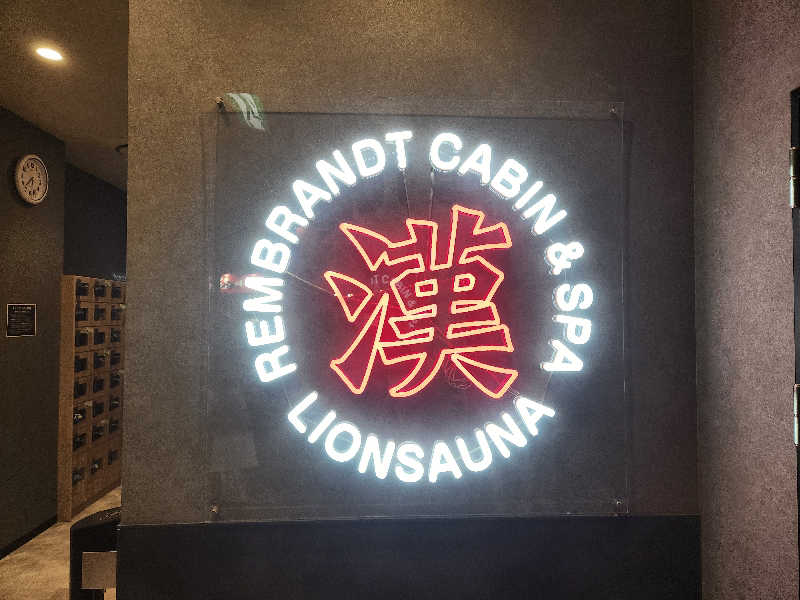 REMBRANDT CABIN & SPA
漢
LIONSAUNA